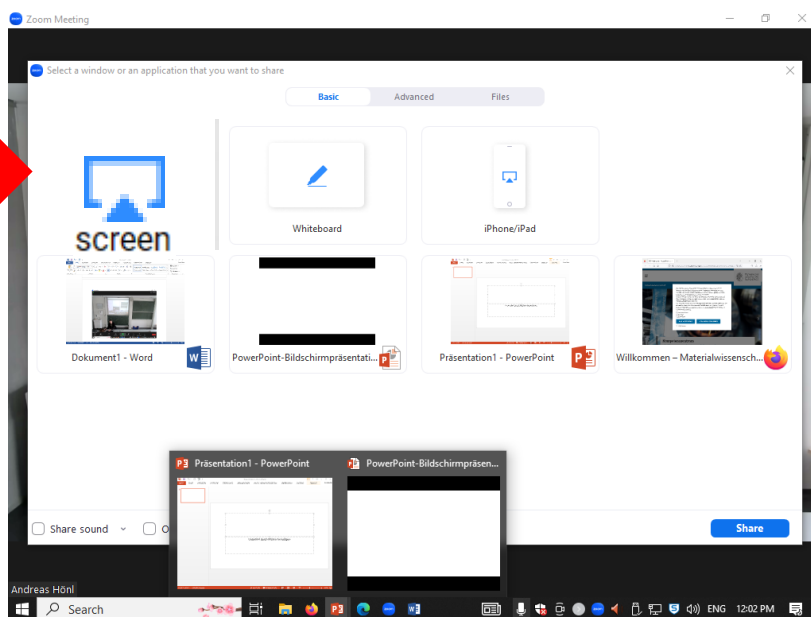 Zoom Meeting
Select a window or an application that you want to share
Basic Advanced Files
screen
Whiteboard
iPhone/iPad
Dokument1 - Word
PowerPoint-Bildschirmpräsentati...
Präsentation1 - PowerPoint
Willkommen – Materialwissensch...
Präsentation1 - PowerPoint
PowerPoint-Bildschirmpräsen...
Share sound
O
Share
Andreas Hönl
Search
ENG 12:02 PM